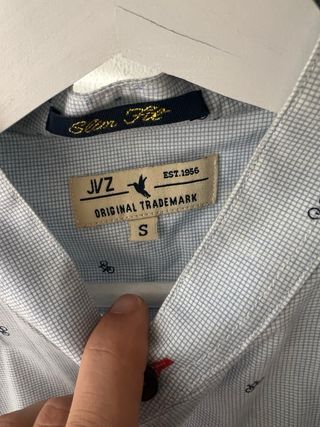 Slim Fit
JVZ EST.1956
ORIGINAL TRADEMARK
S